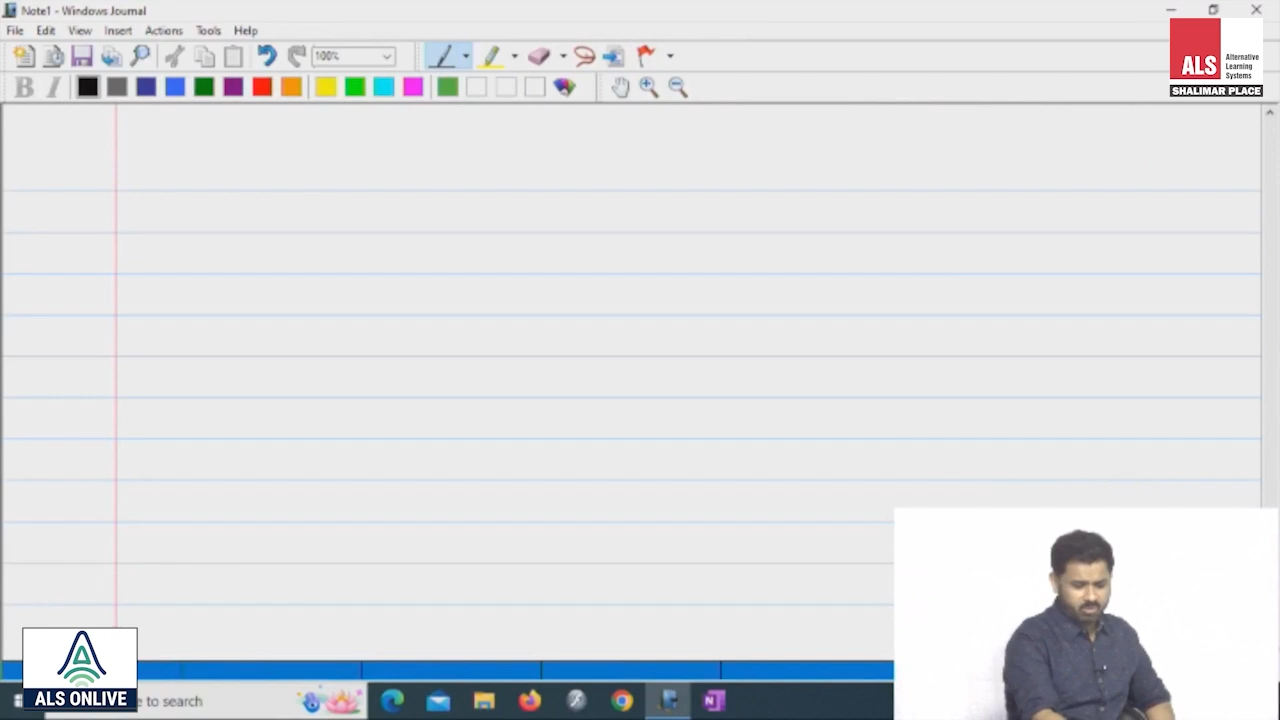 Note1 - Windows Journal
File Edit View Insert Actions Tools Help
100%
B I
ALS
Alternative
Learning
Systems
SHALIMAR PLACE
ALS ONLIVE
e to search